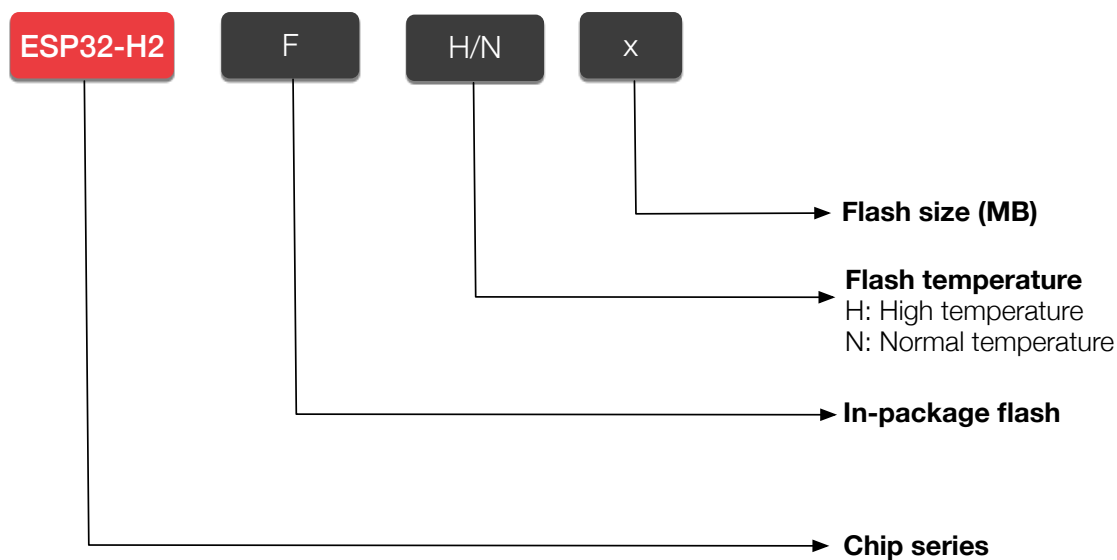 ESP32-H2 F H/N x
Flash size (MB)
Flash temperature
H: High temperature
N: Normal temperature
In-package flash
Chip series